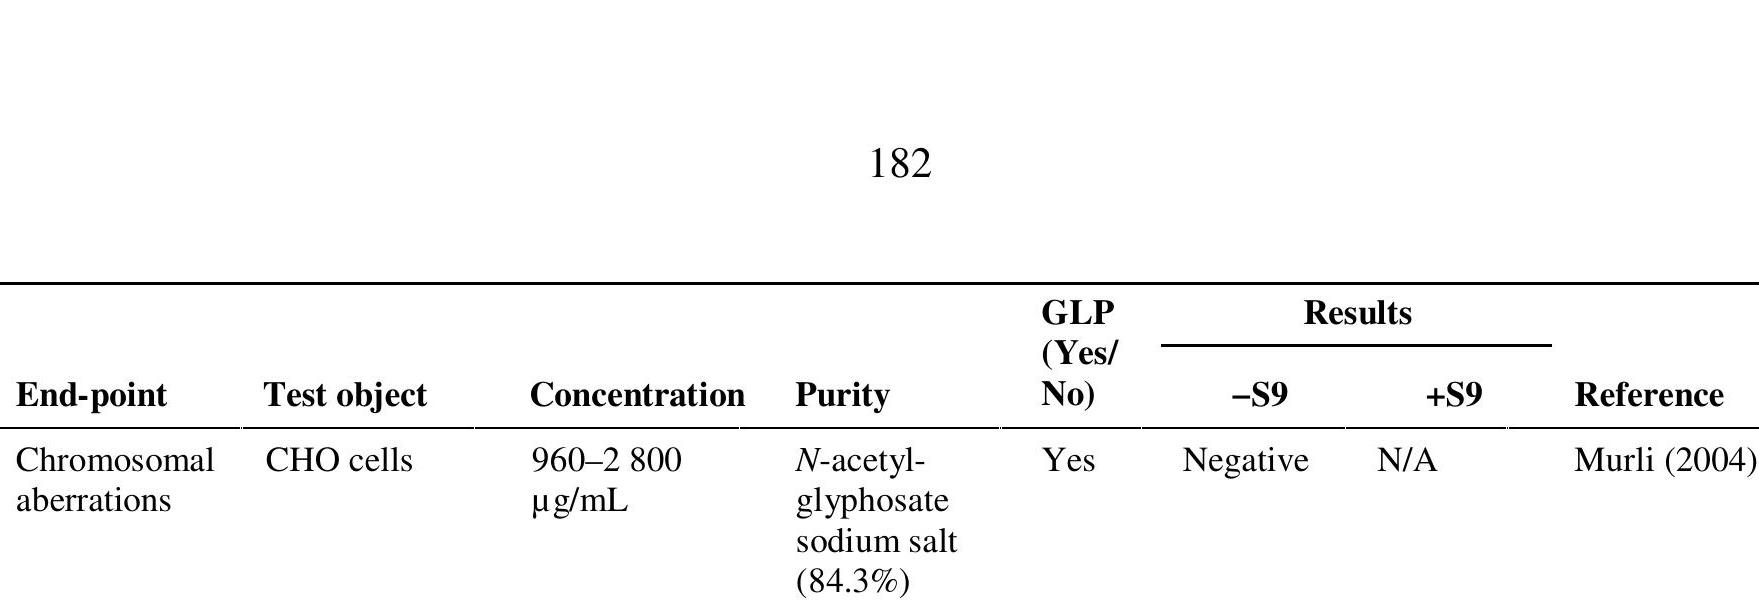 182
GLP Results
(Yes/
End-point Test object Concentration Purity No) –S9 +S9 Reference
Chromosomal CHO cells 960–2 800 N-acetyl- Yes Negative N/A Murli (2004)
aberrations µg/mL glyphosate
sodium salt
(84.3%)